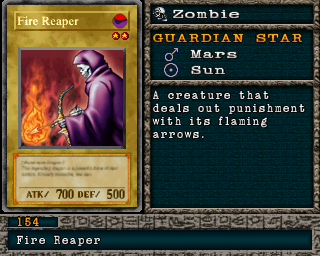 Fire Reaper
ATK/ 700 DEF/ 500
Zombie
GUARDIAN STAR
♂ Mars
☉ Sun
A creature that
deals out punishment
with its flaming
arrows.
154
Fire Reaper